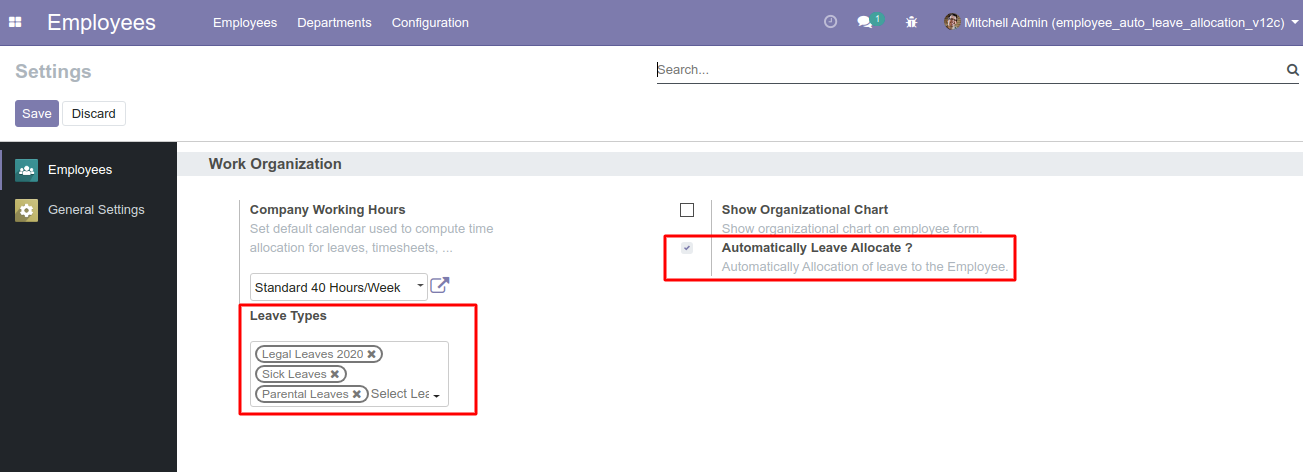 Employees
Employees Departments Configuration
1
Mitchell Admin (employee_auto_leave_allocation_v12c)
Settings
Search...
Save Discard
Employees
General Settings
Work Organization
Company Working Hours
Set default calendar used to compute time
allocation for leaves, timesheets, ...
Standard 40 Hours/Week
Leave Types
Legal Leaves 2020
Sick Leaves
Parental Leaves Select Lea
Show Organizational Chart
Show organizational chart on employee form.
Automatically Leave Allocate ?
Automatically Allocation of leave to the Employee.